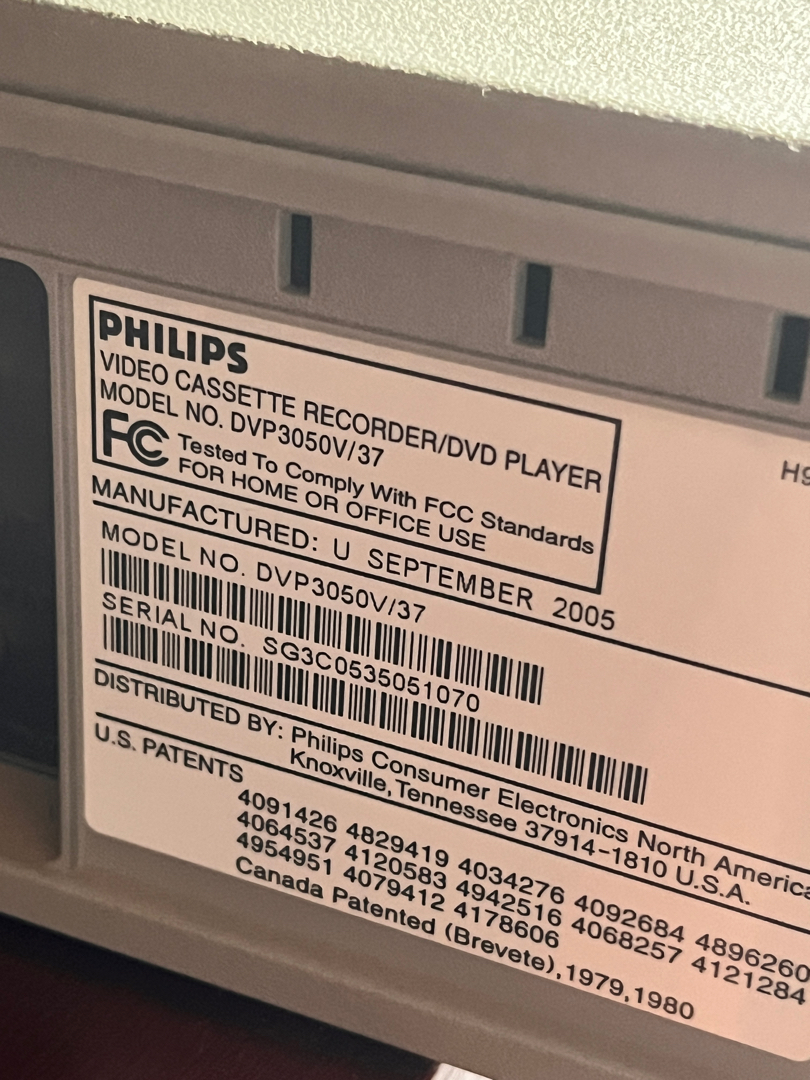 PHILIPS
VIDEO CASSETTE RECORDER/DVD PLAYER
MODEL NO. DVP3050V/37
FC Tested To Comply With FCC Standards
FOR HOME OR OFFICE USE
H9
MANUFACTURED: U SEPTEMBER 2005
MODEL NO. DVP3050V/37
SERIAL NO. SG3C0535051070
DISTRIBUTED BY: Philips Consumer Electronics North America
Knoxville, Tennessee 37914-1810 U.S.A.
U.S. PATENTS
4091426 4829419 4034276 4092684 4896260
4064537 4120583 4942516 4068257 4121284
4954951 4079412 4178606
Canada Patented (Brevete),1979,1980